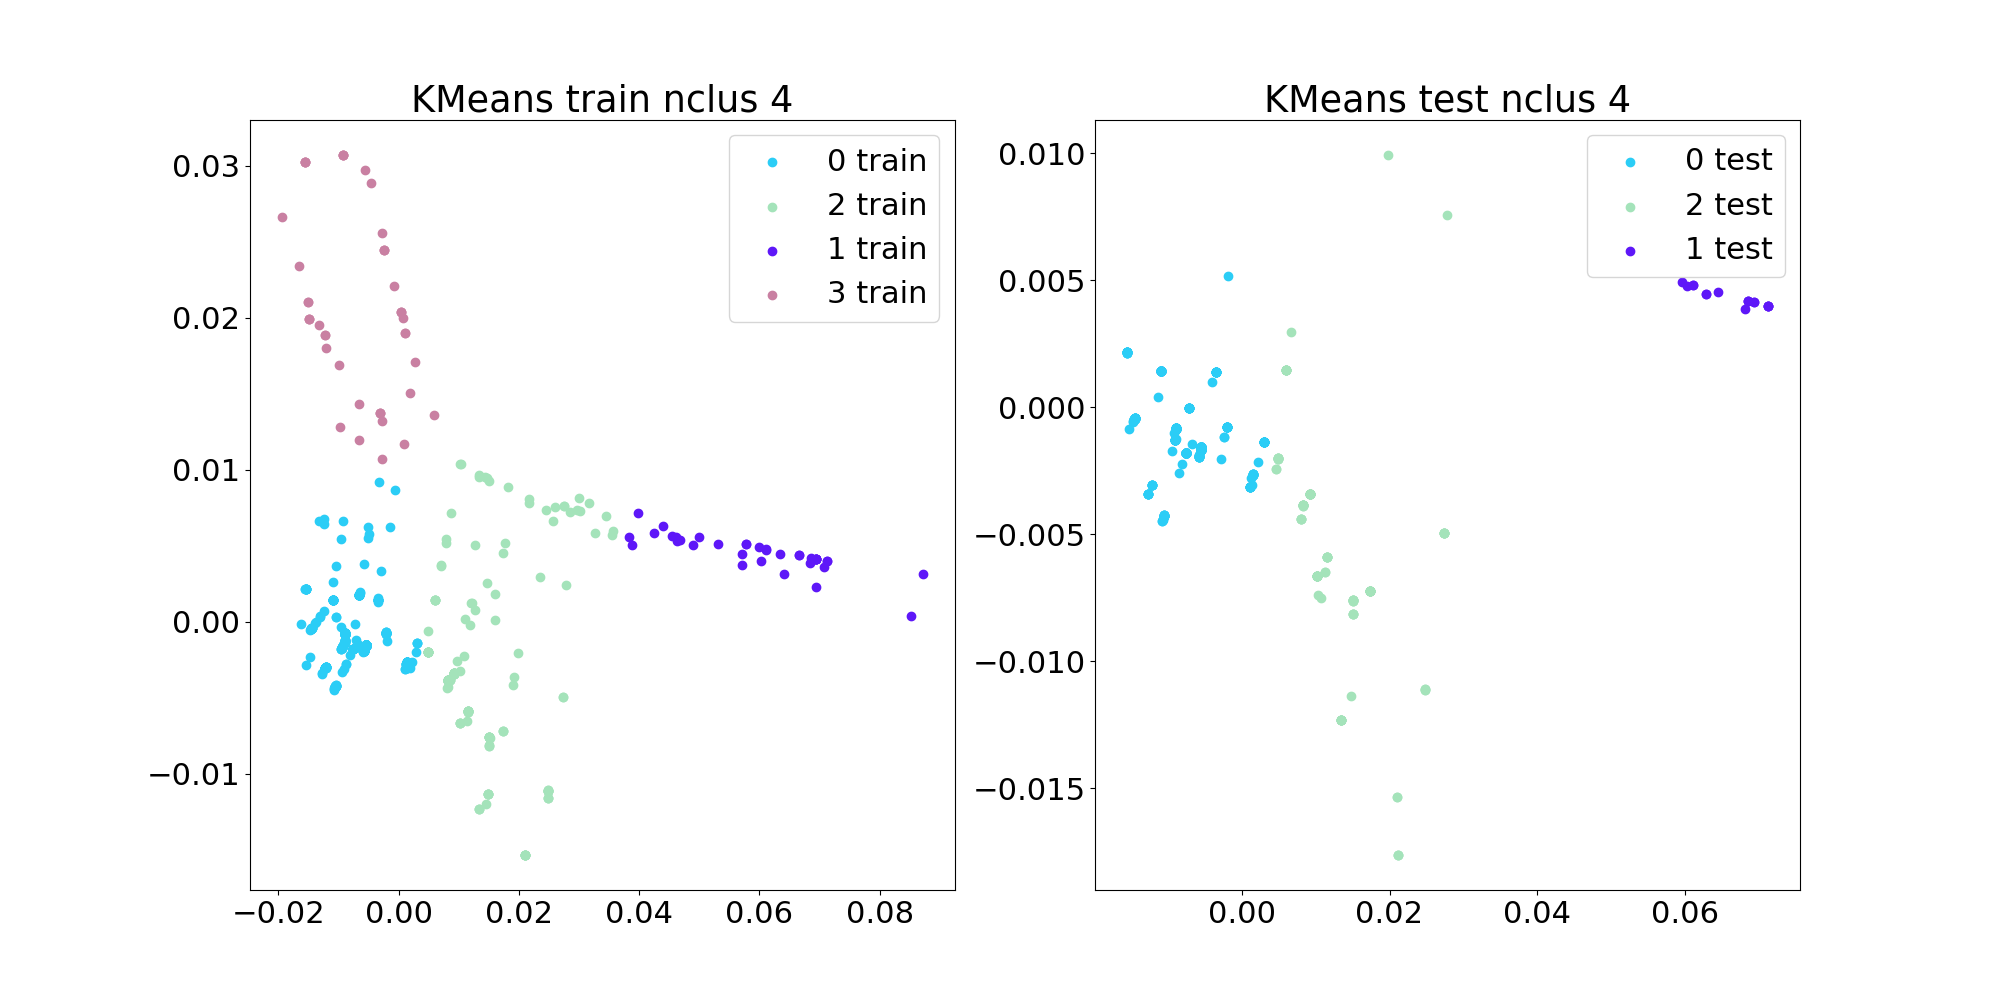 KMeans train nclus 4
0.03
0.02
0.01
0.00
−0.01
−0.02 0.00 0.02 0.04 0.06 0.08
0 train
2 train
1 train
3 train
KMeans test nclus 4
0.010
0.005
0.000
−0.005
−0.010
−0.015
0.00 0.02 0.04 0.06
0 test
2 test
1 test